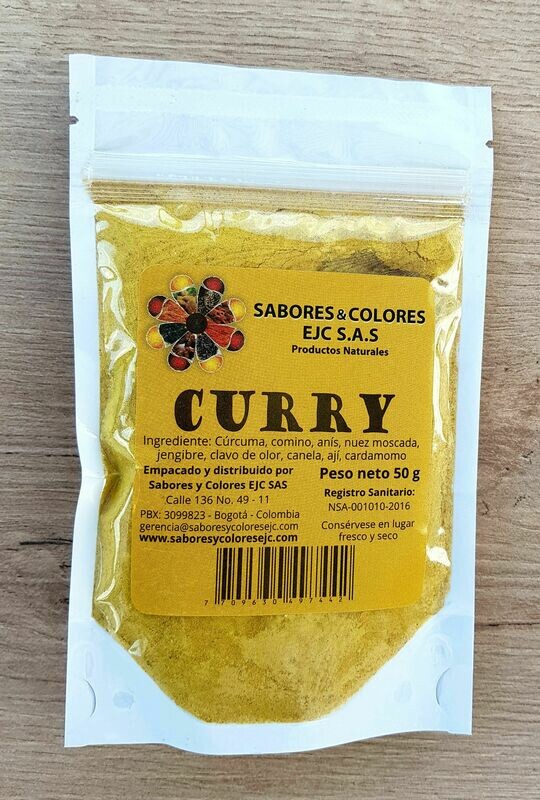 SABORES & COLORES
EJC S.A.S
Productos Naturales
CURRY
Ingrediente: Cúrcuma, comino, anís, nuez moscada,
jengibre, clavo de olor, canela, ají, cardamomo
Empacado y distribuido por
Sabores y Colores EJC SAS
Calle 136 No. 49 - 11
PBX: 3099823 - Bogotá - Colombia
gerencia@saboresycoloresejc.com
www.saboresycoloresejc.com
Peso neto 50 g
Registro Sanitario:
NSA-001010-2016
Consérvese en lugar
fresco y seco
7 709630 497442